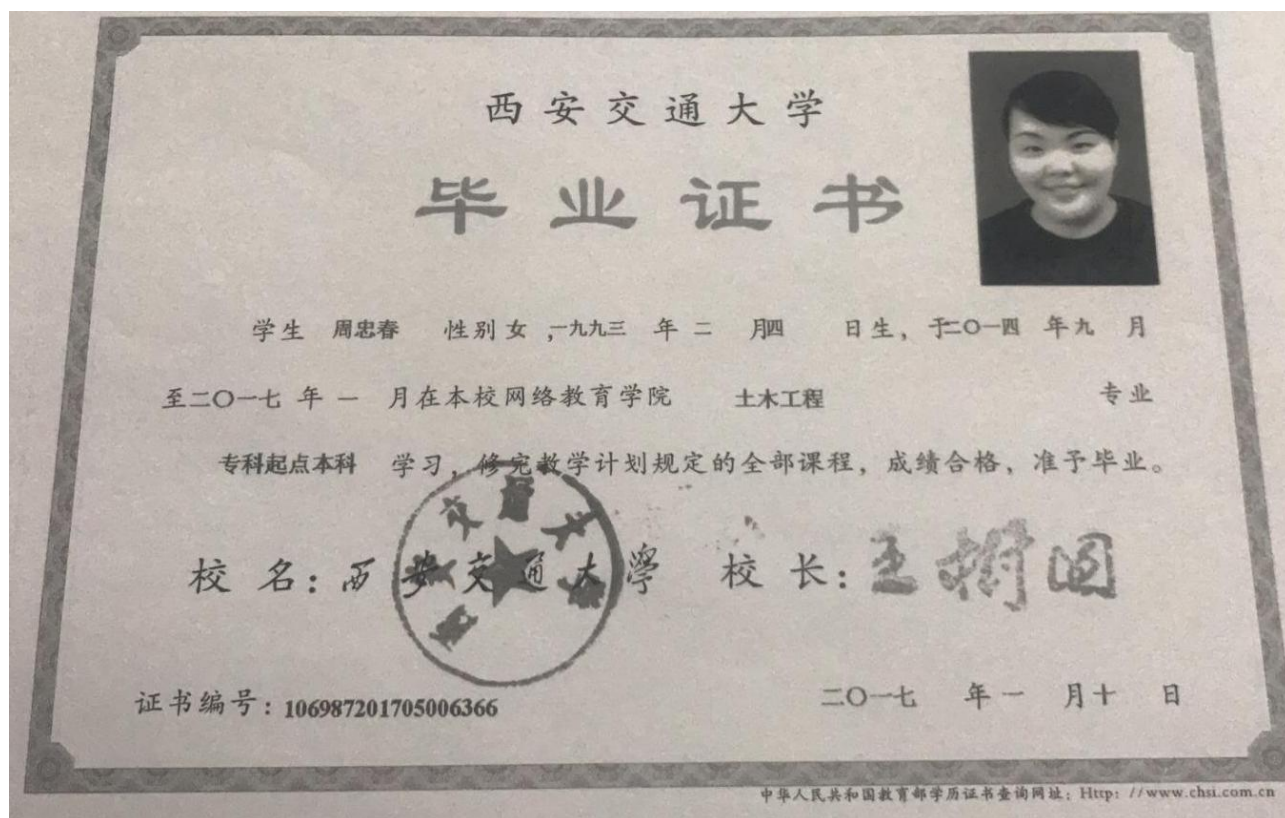 西安交通大学
毕业证书
学生 周忠春 性别 女 ,一九九三 年 二 月四 日生, 于二〇一四 年 九 月
至二〇一七 年 一 月在本校网络教育学院 土木工程 专业
专科起点本科 学习, 修完教学计划规定的全部课程, 成绩合格, 准予毕业。
校 名: 西安交通大學 校 长: 王树国
西安交通大学
证书编号: 106987201705006366 二〇一七 年 一 月 十 日
中华人民共和国教育部学历证书查询网址: Http: //www.chsi.com.cn